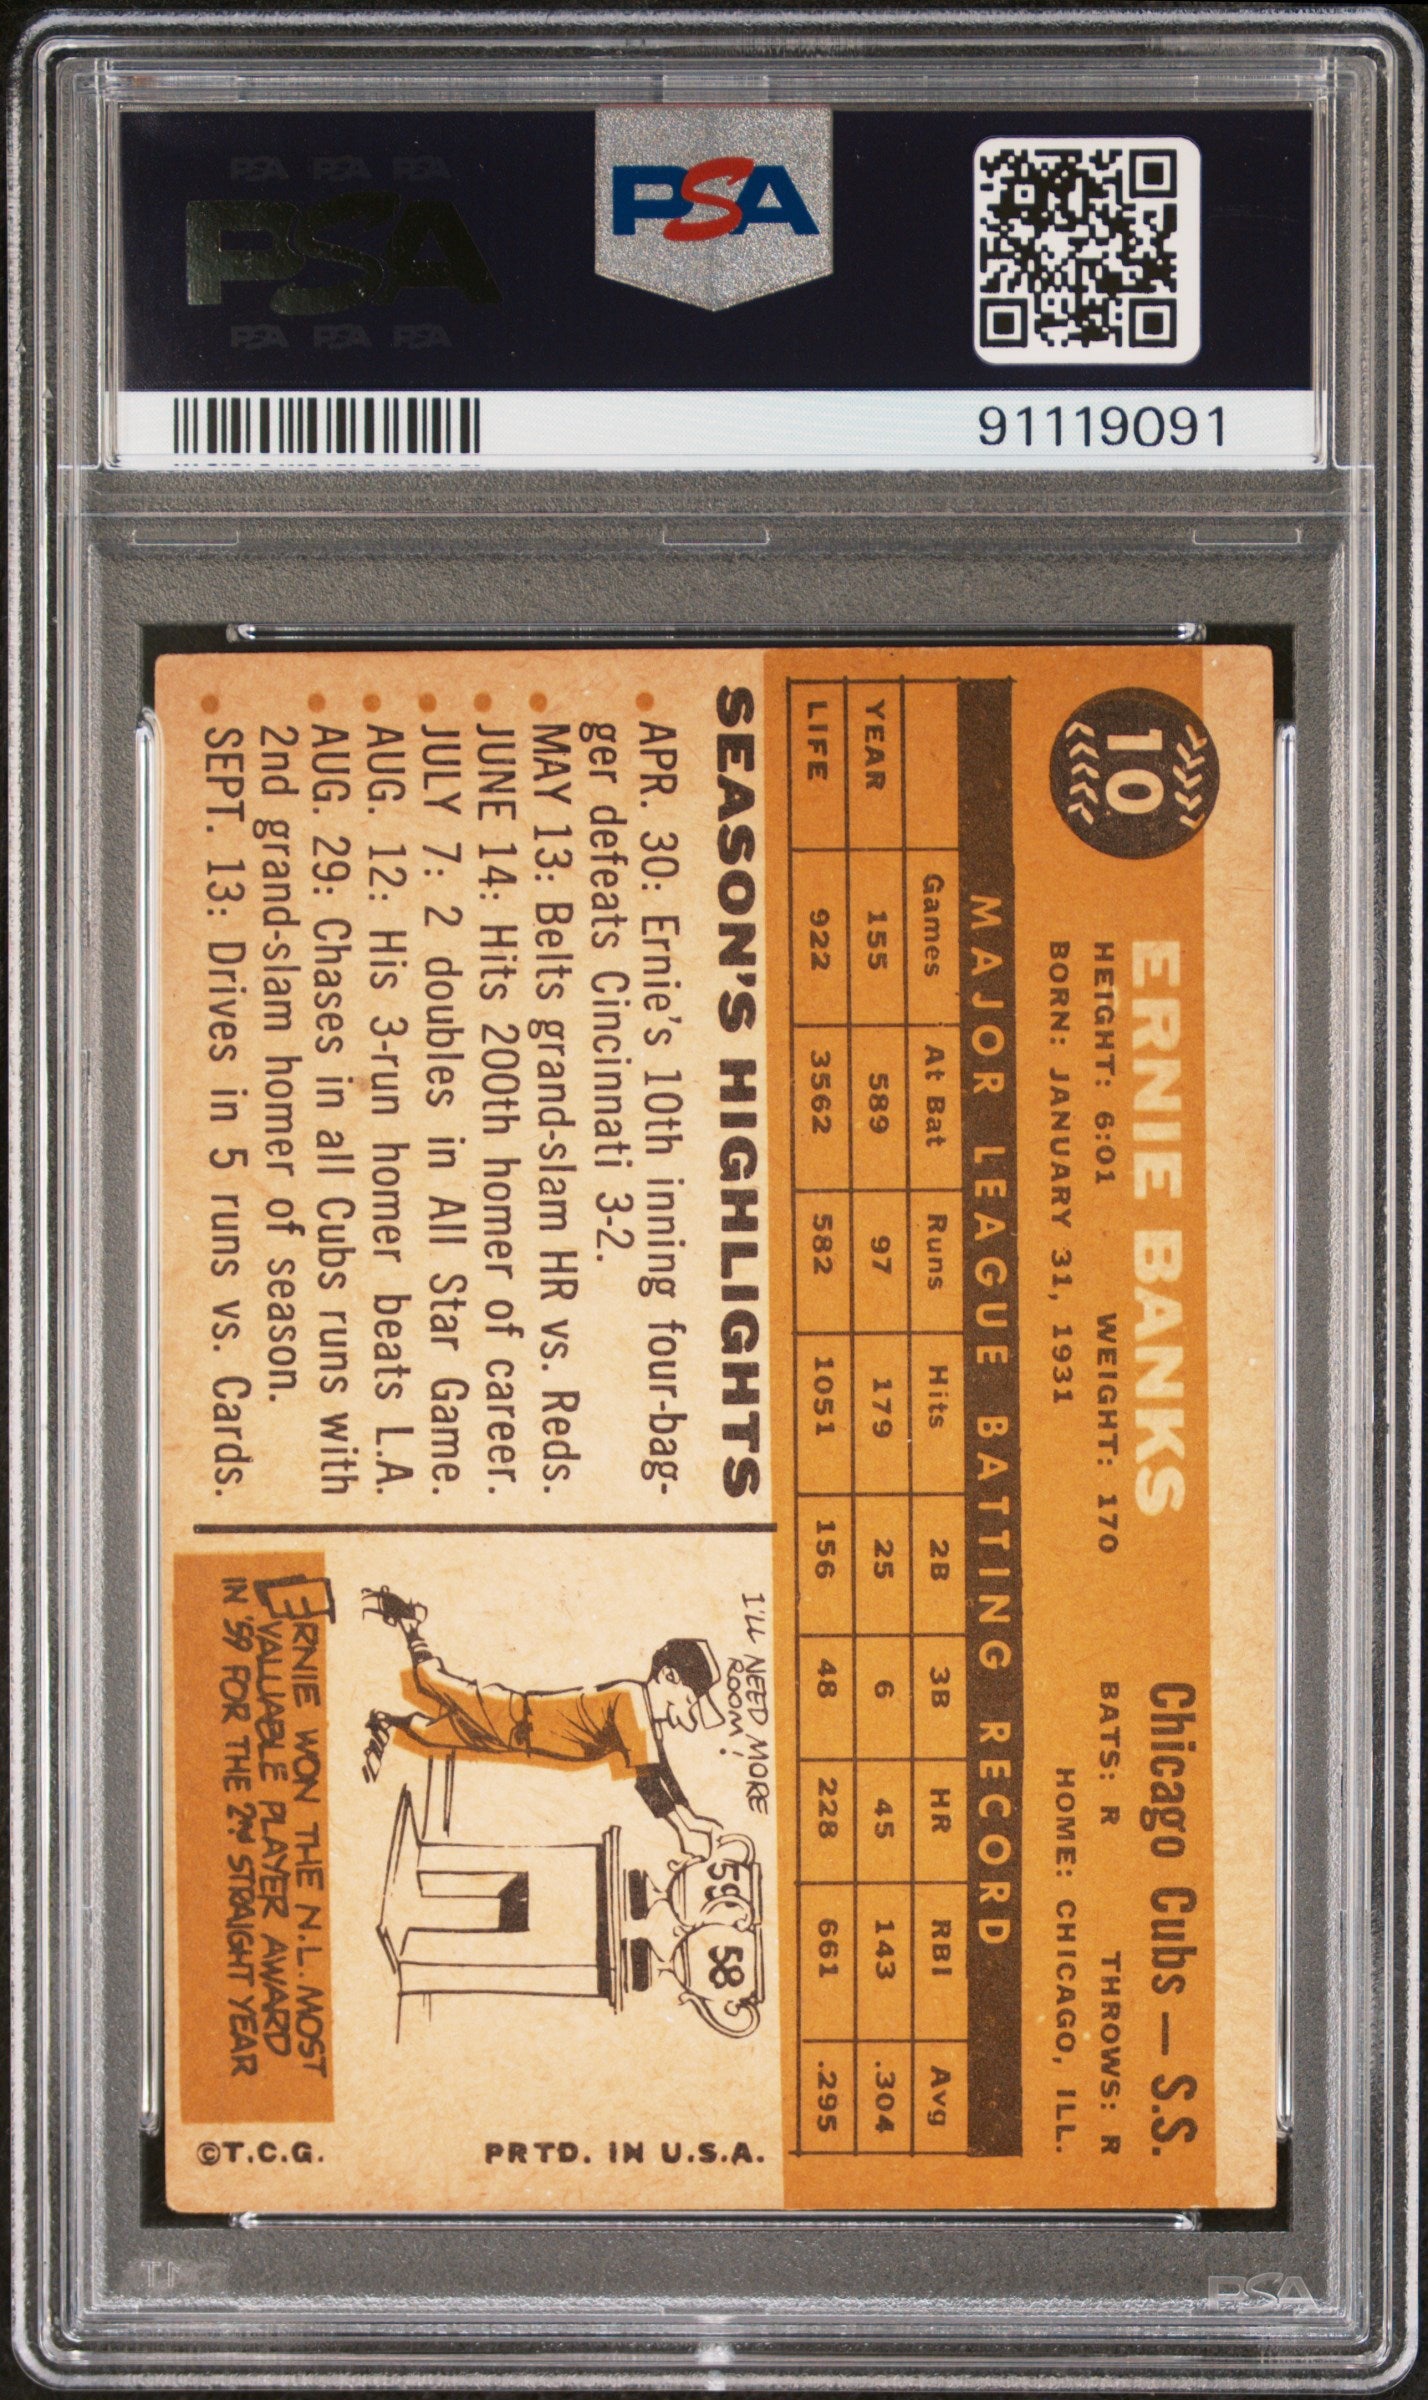 PSA PSA PSA
PSA
PSA PSA PSA
PSA
91119091
10
ERNIE BANKS
Chicago Cubs — S.S.
HEIGHT: 6:01 WEIGHT: 170 BATS: R THROWS: R
BORN: JANUARY 31, 1931 HOME: CHICAGO, ILL.
MAJOR LEAGUE BATTING RECORD
Games At Bat Runs Hits 2B 3B HR RBI Avg
YEAR 155 589 97 179 25 6 45 143 .304
LIFE 922 3562 582 1051 156 48 228 661 .295
SEASON'S HIGHLIGHTS
• APR. 30: Ernie's 10th inning four-bag-
ger defeats Cincinnati 3-2.
• MAY 13: Belts grand-slam HR vs. Reds.
• JUNE 14: Hits 200th homer of career.
• JULY 7: 2 doubles in All Star Game.
• AUG. 12: His 3-run homer beats L.A.
• AUG. 29: Chases in all Cubs runs with
2nd grand-slam homer of season.
• SEPT. 13: Drives in 5 runs vs. Cards.
I'LL NEED MORE
ROOM!
59 58
ERNIE WON THE N.L. MOST
VALUABLE PLAYER AWARD
IN '59 FOR THE 2nd STRAIGHT YEAR
PRTD. IN U.S.A.
©T.C.G.
PSA